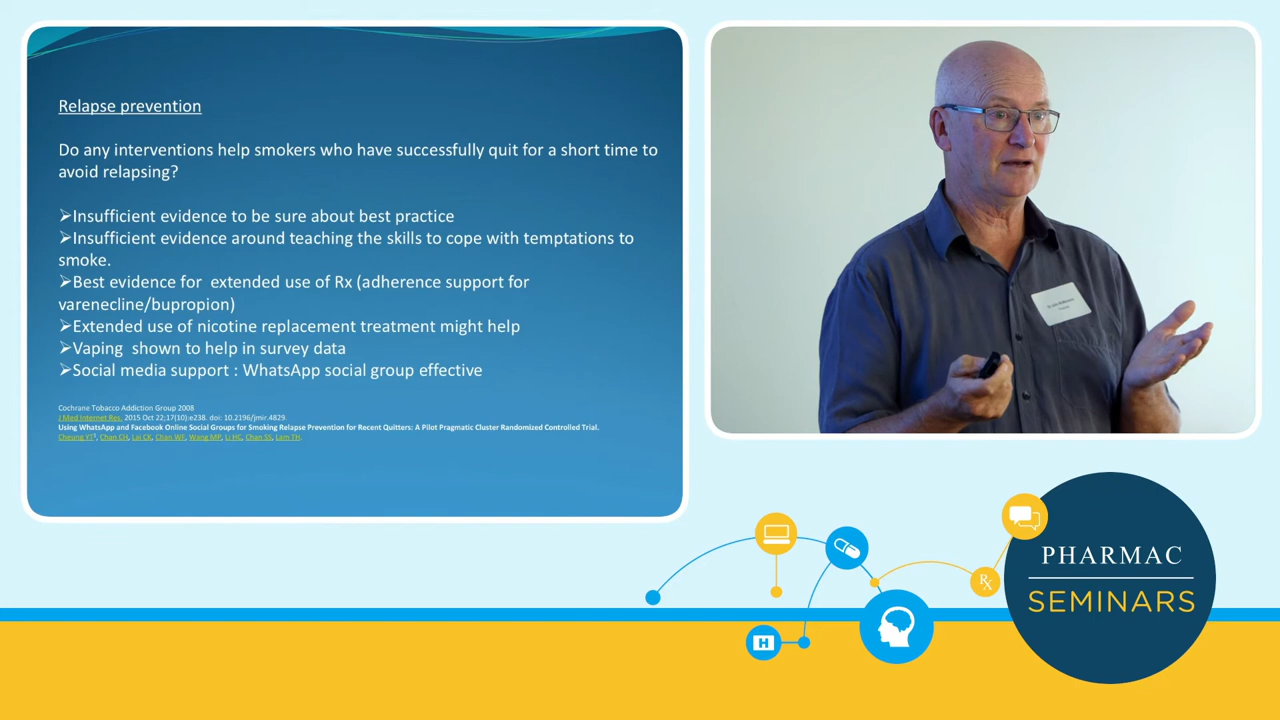 Relapse prevention
Do any interventions help smokers who have successfully quit for a short time to
avoid relapsing?
➢Insufficient evidence to be sure about best practice
➢Insufficient evidence around teaching the skills to cope with temptations to
smoke.
➢Best evidence for extended use of Rx (adherence support for
varenecline/bupropion)
➢Extended use of nicotine replacement treatment might help
➢Vaping shown to help in survey data
➢Social media support : WhatsApp social group effective
Cochrane Tobacco Addiction Group 2008
J Med Internet Res. 2015 Oct 22;17(10):e238. doi: 10.2196/jmir.4829.
Using WhatsApp and Facebook Online Social Groups for Smoking Relapse Prevention for Recent Quitters: A Pilot Pragmatic Cluster Randomized Controlled Trial.
Cheung YT1, Chan CH, Lai CK, Chan WF, Wang MP, Li HC, Chan SS, Lam TH.
PHARMAC
SEMINARS
Rx
H